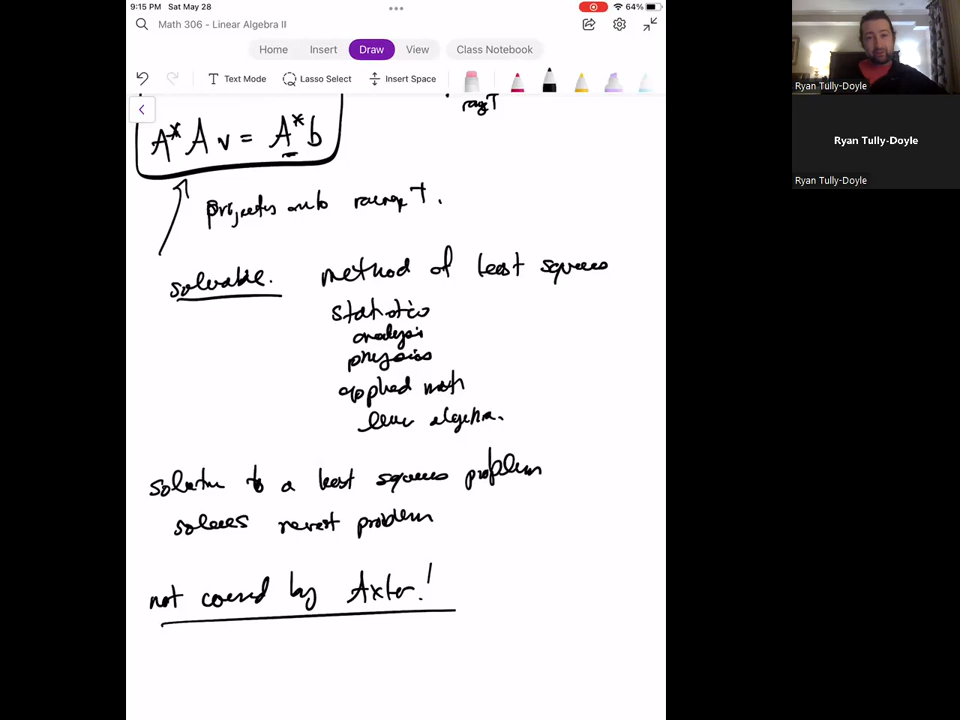 9:15 PM Sat May 28
64%
Math 306 - Linear Algebra II
Home Insert Draw View Class Notebook
Text Mode Lasso Select Insert Space
range T
A* A v = A* b
projects onto range T.
solvable. method of least squares
statistics
analysis
physics
applied math
linear algebra.
solution to a least squares problem
solves nearest problem
not covered by Axler!
Ryan Tully-Doyle
Ryan Tully-Doyle
Ryan Tully-Doyle